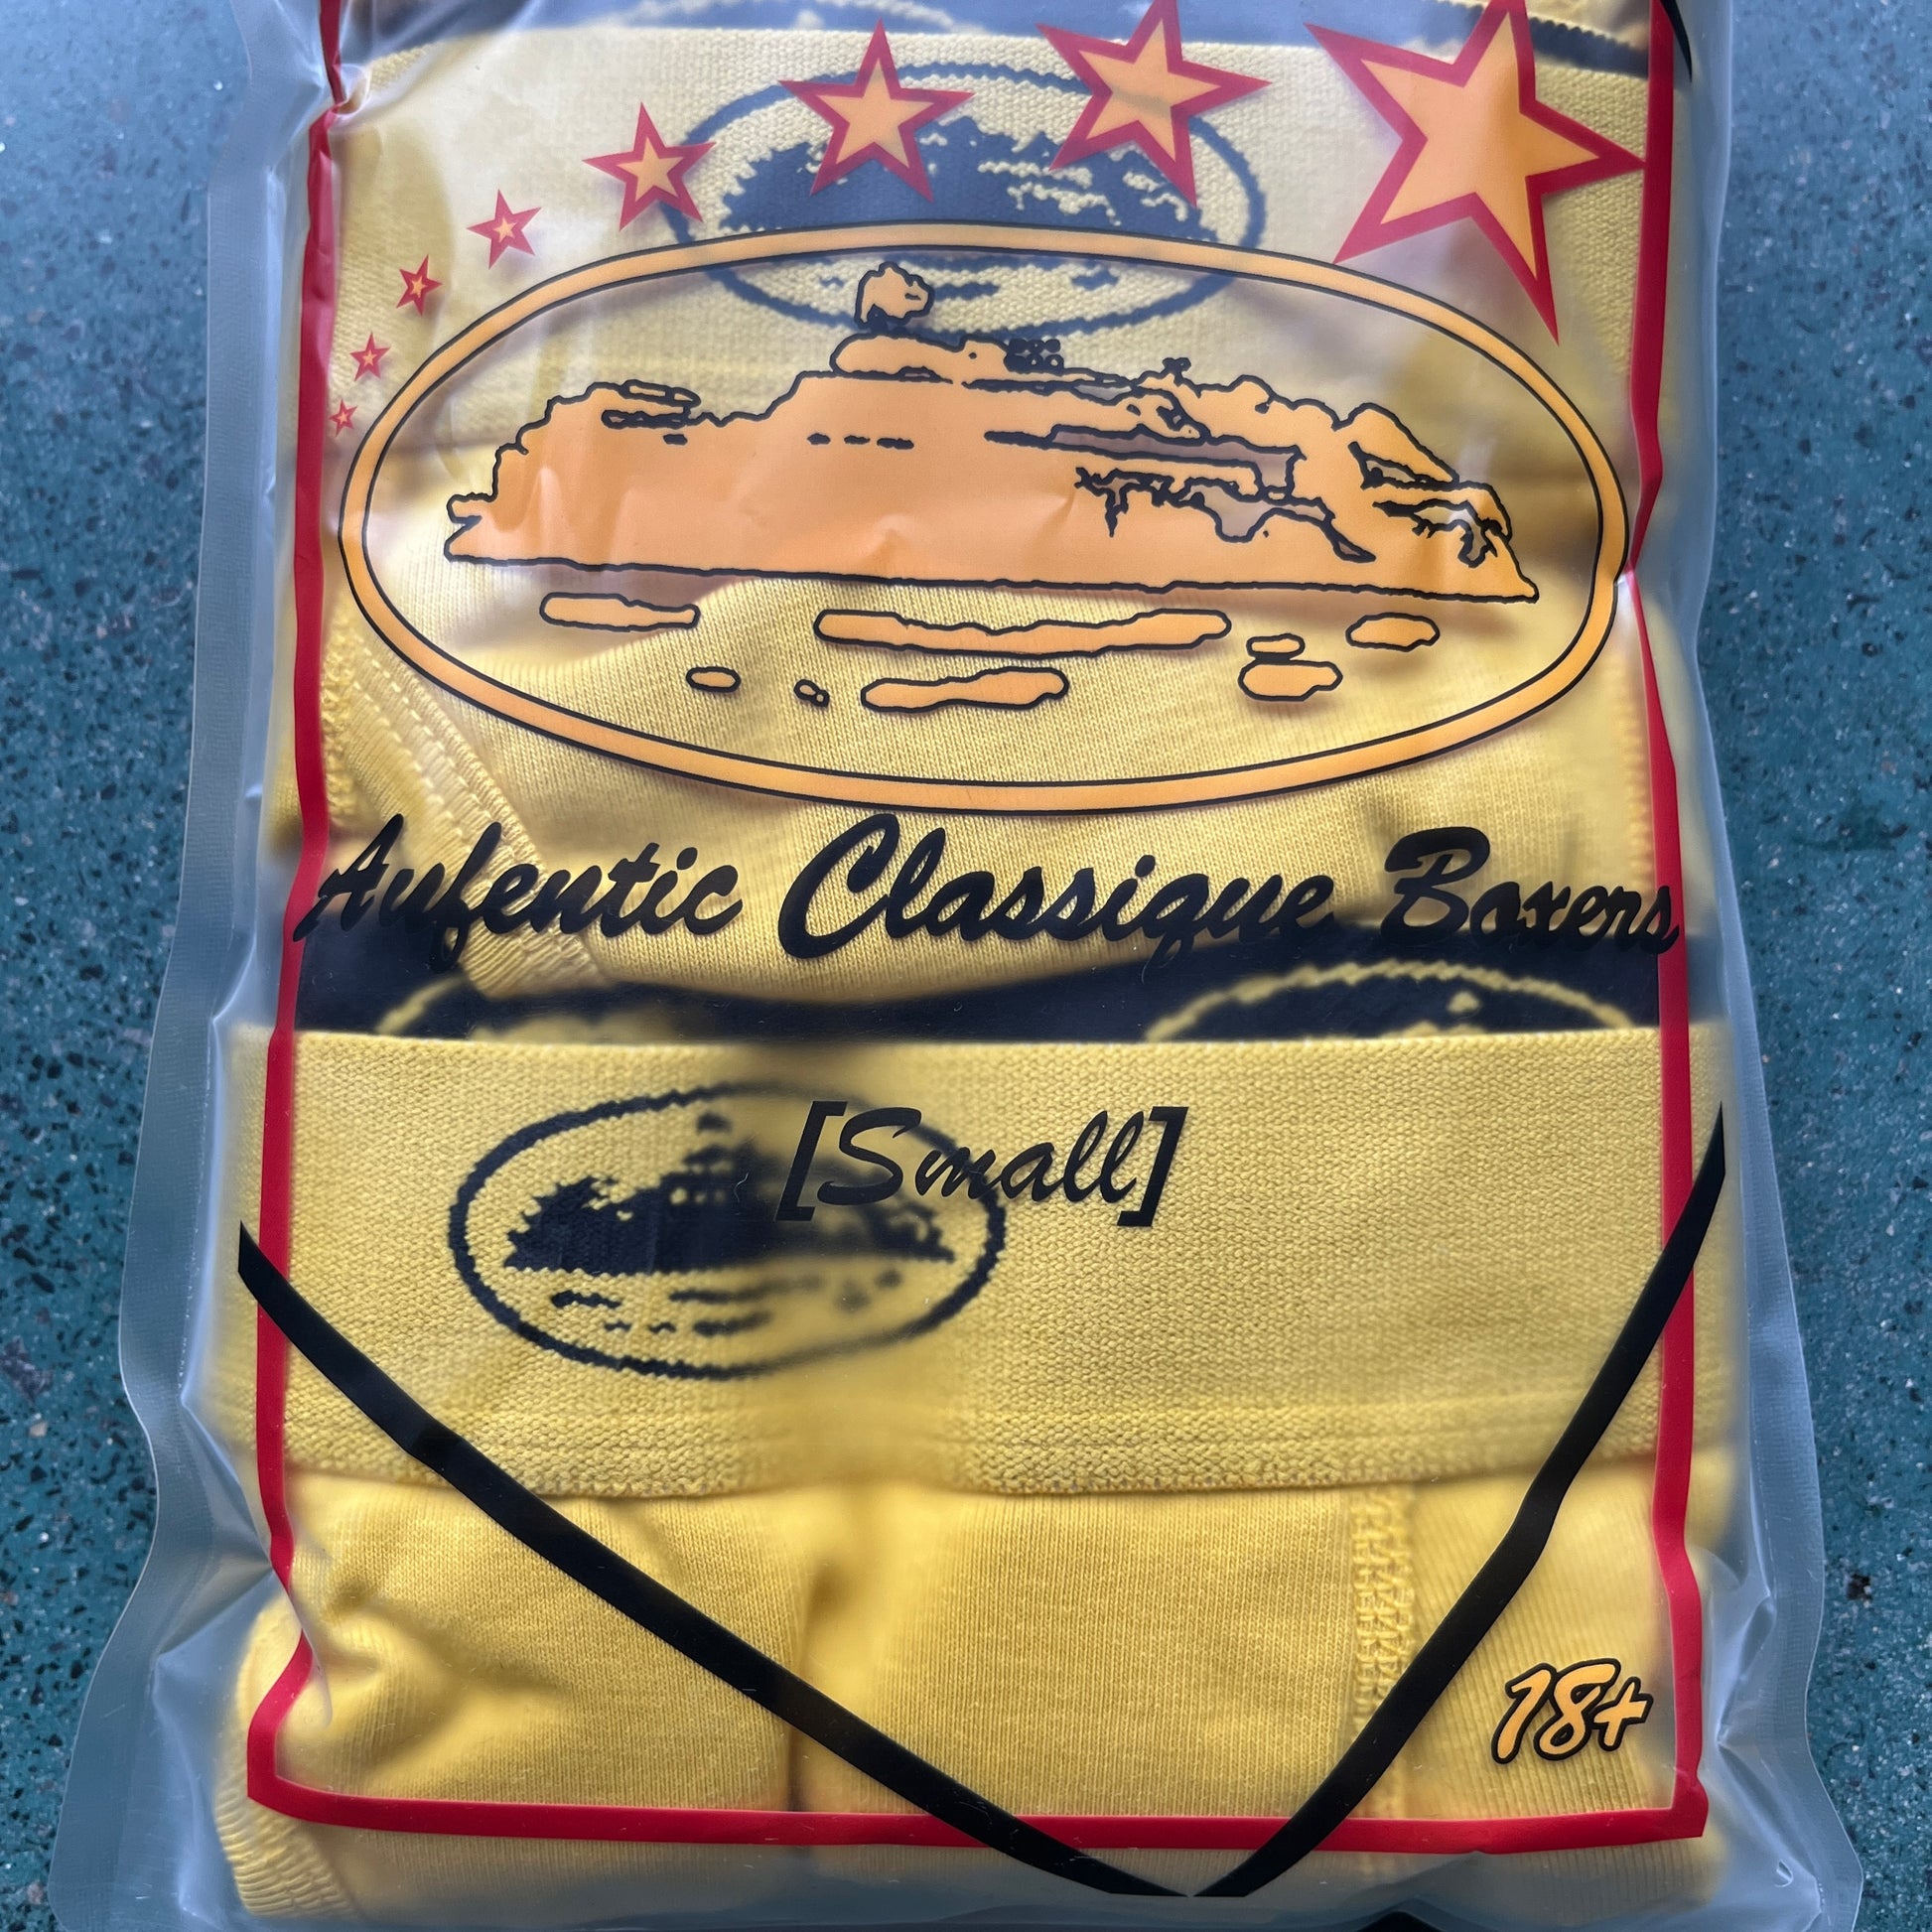 Aufentic Classique Boxers
[Small]
18+